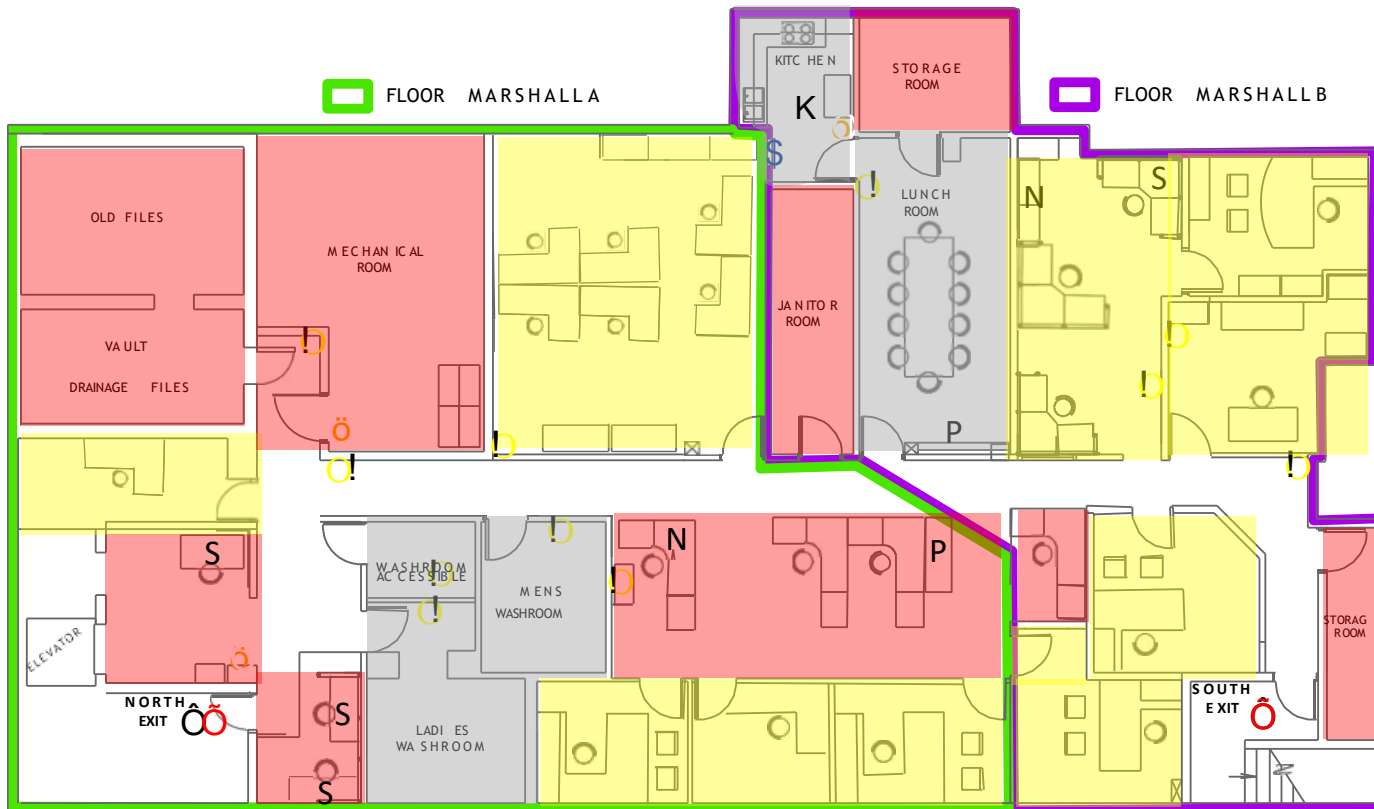 KITCHEN
STORAGE
ROOM
FLOOR MARSHALL A
FLOOR MARSHALL B
K
Ö
$
!
OLD FILES
MECHANICAL
ROOM
LUNCH
ROOM
N
S
JANITOR
ROOM
VAULT
DRAINAGE FILES
!
!
!
Ö
!
!
P
!
!
S
WASHROOM
ACCESSIBLE
!
!
!
MENS
WASHROOM
!
N
P
STORAG
ROOM
ELEVATOR
Ö
NORTH
EXIT
ÔÕ
S
S
LADIES
WASHROOM
SOUTH
EXIT
Õ
N